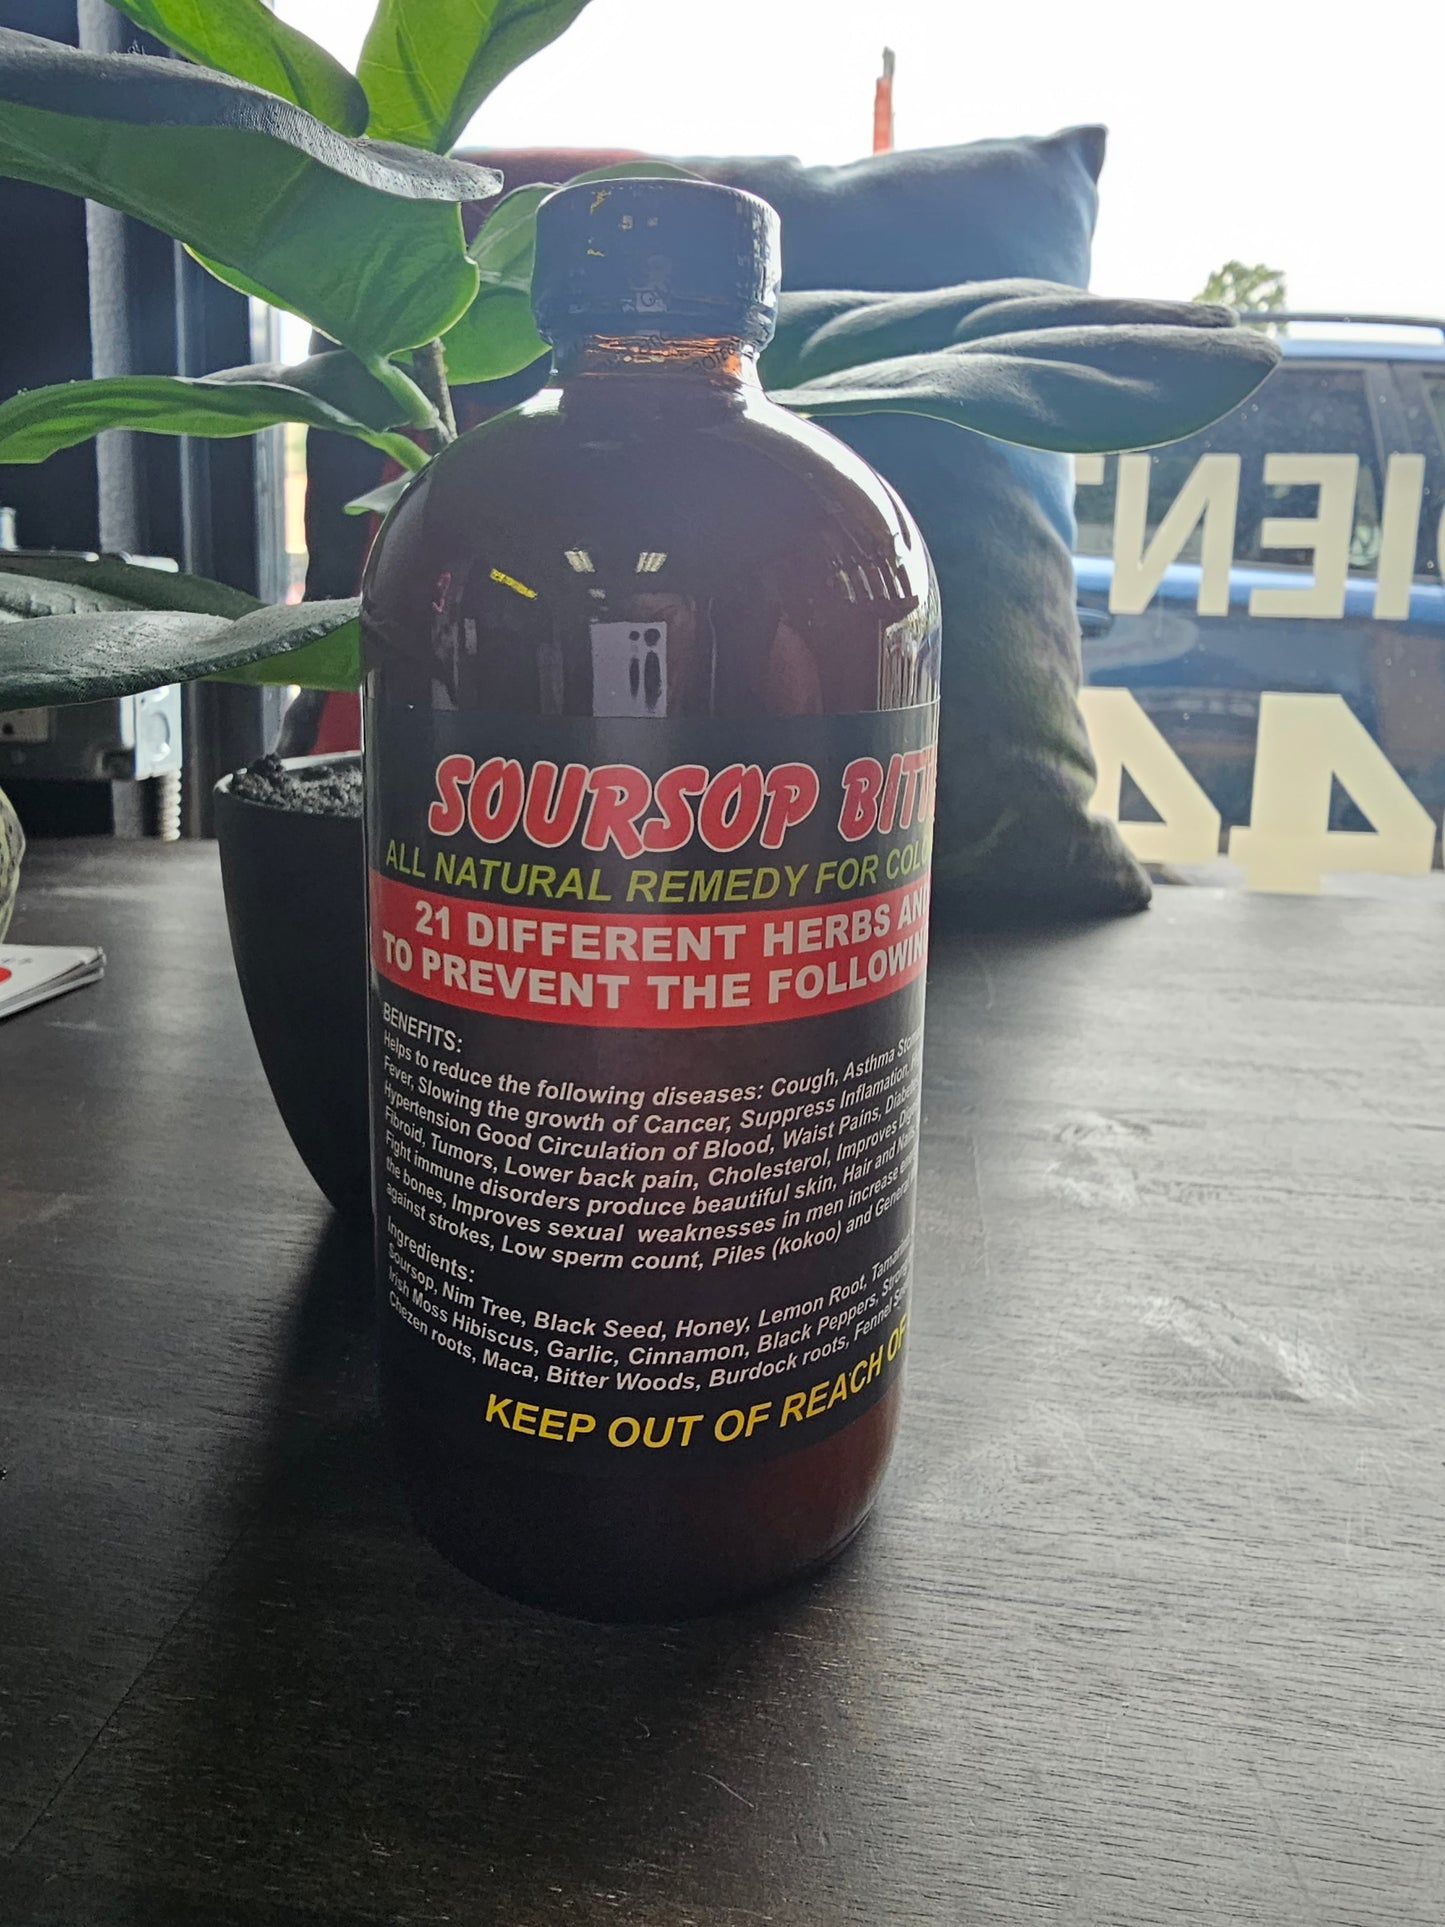 SOURSOP
ALL NATURAL REMEDY FOR
21 DIFFERENT HERBS
TO PREVENT THE
BENEFITS:
Helps to reduce the following diseases: Cough, Asthma
Fever, Slowing the growth of Cancer, Suppress Inflamation,
Hypertension Good Circulation of Blood, Waist Pains,
Fibroid, Tumors, Lower back pain, Cholesterol, Improves
Fight immune disorders produce beautiful skin, Hair and
the bones, Improves sexual weaknesses in men increase
against strokes, Low sperm count, Piles (kokoo) and General
Ingredients:
Soursop, Nim Tree, Black Seed, Honey, Lemon Root,
Irish Moss Hibiscus, Garlic, Cinnamon, Black Peppers,
Chezen roots, Maca, Bitter Woods, Burdock roots, Fennel
KEEP OUT OF REACH OF